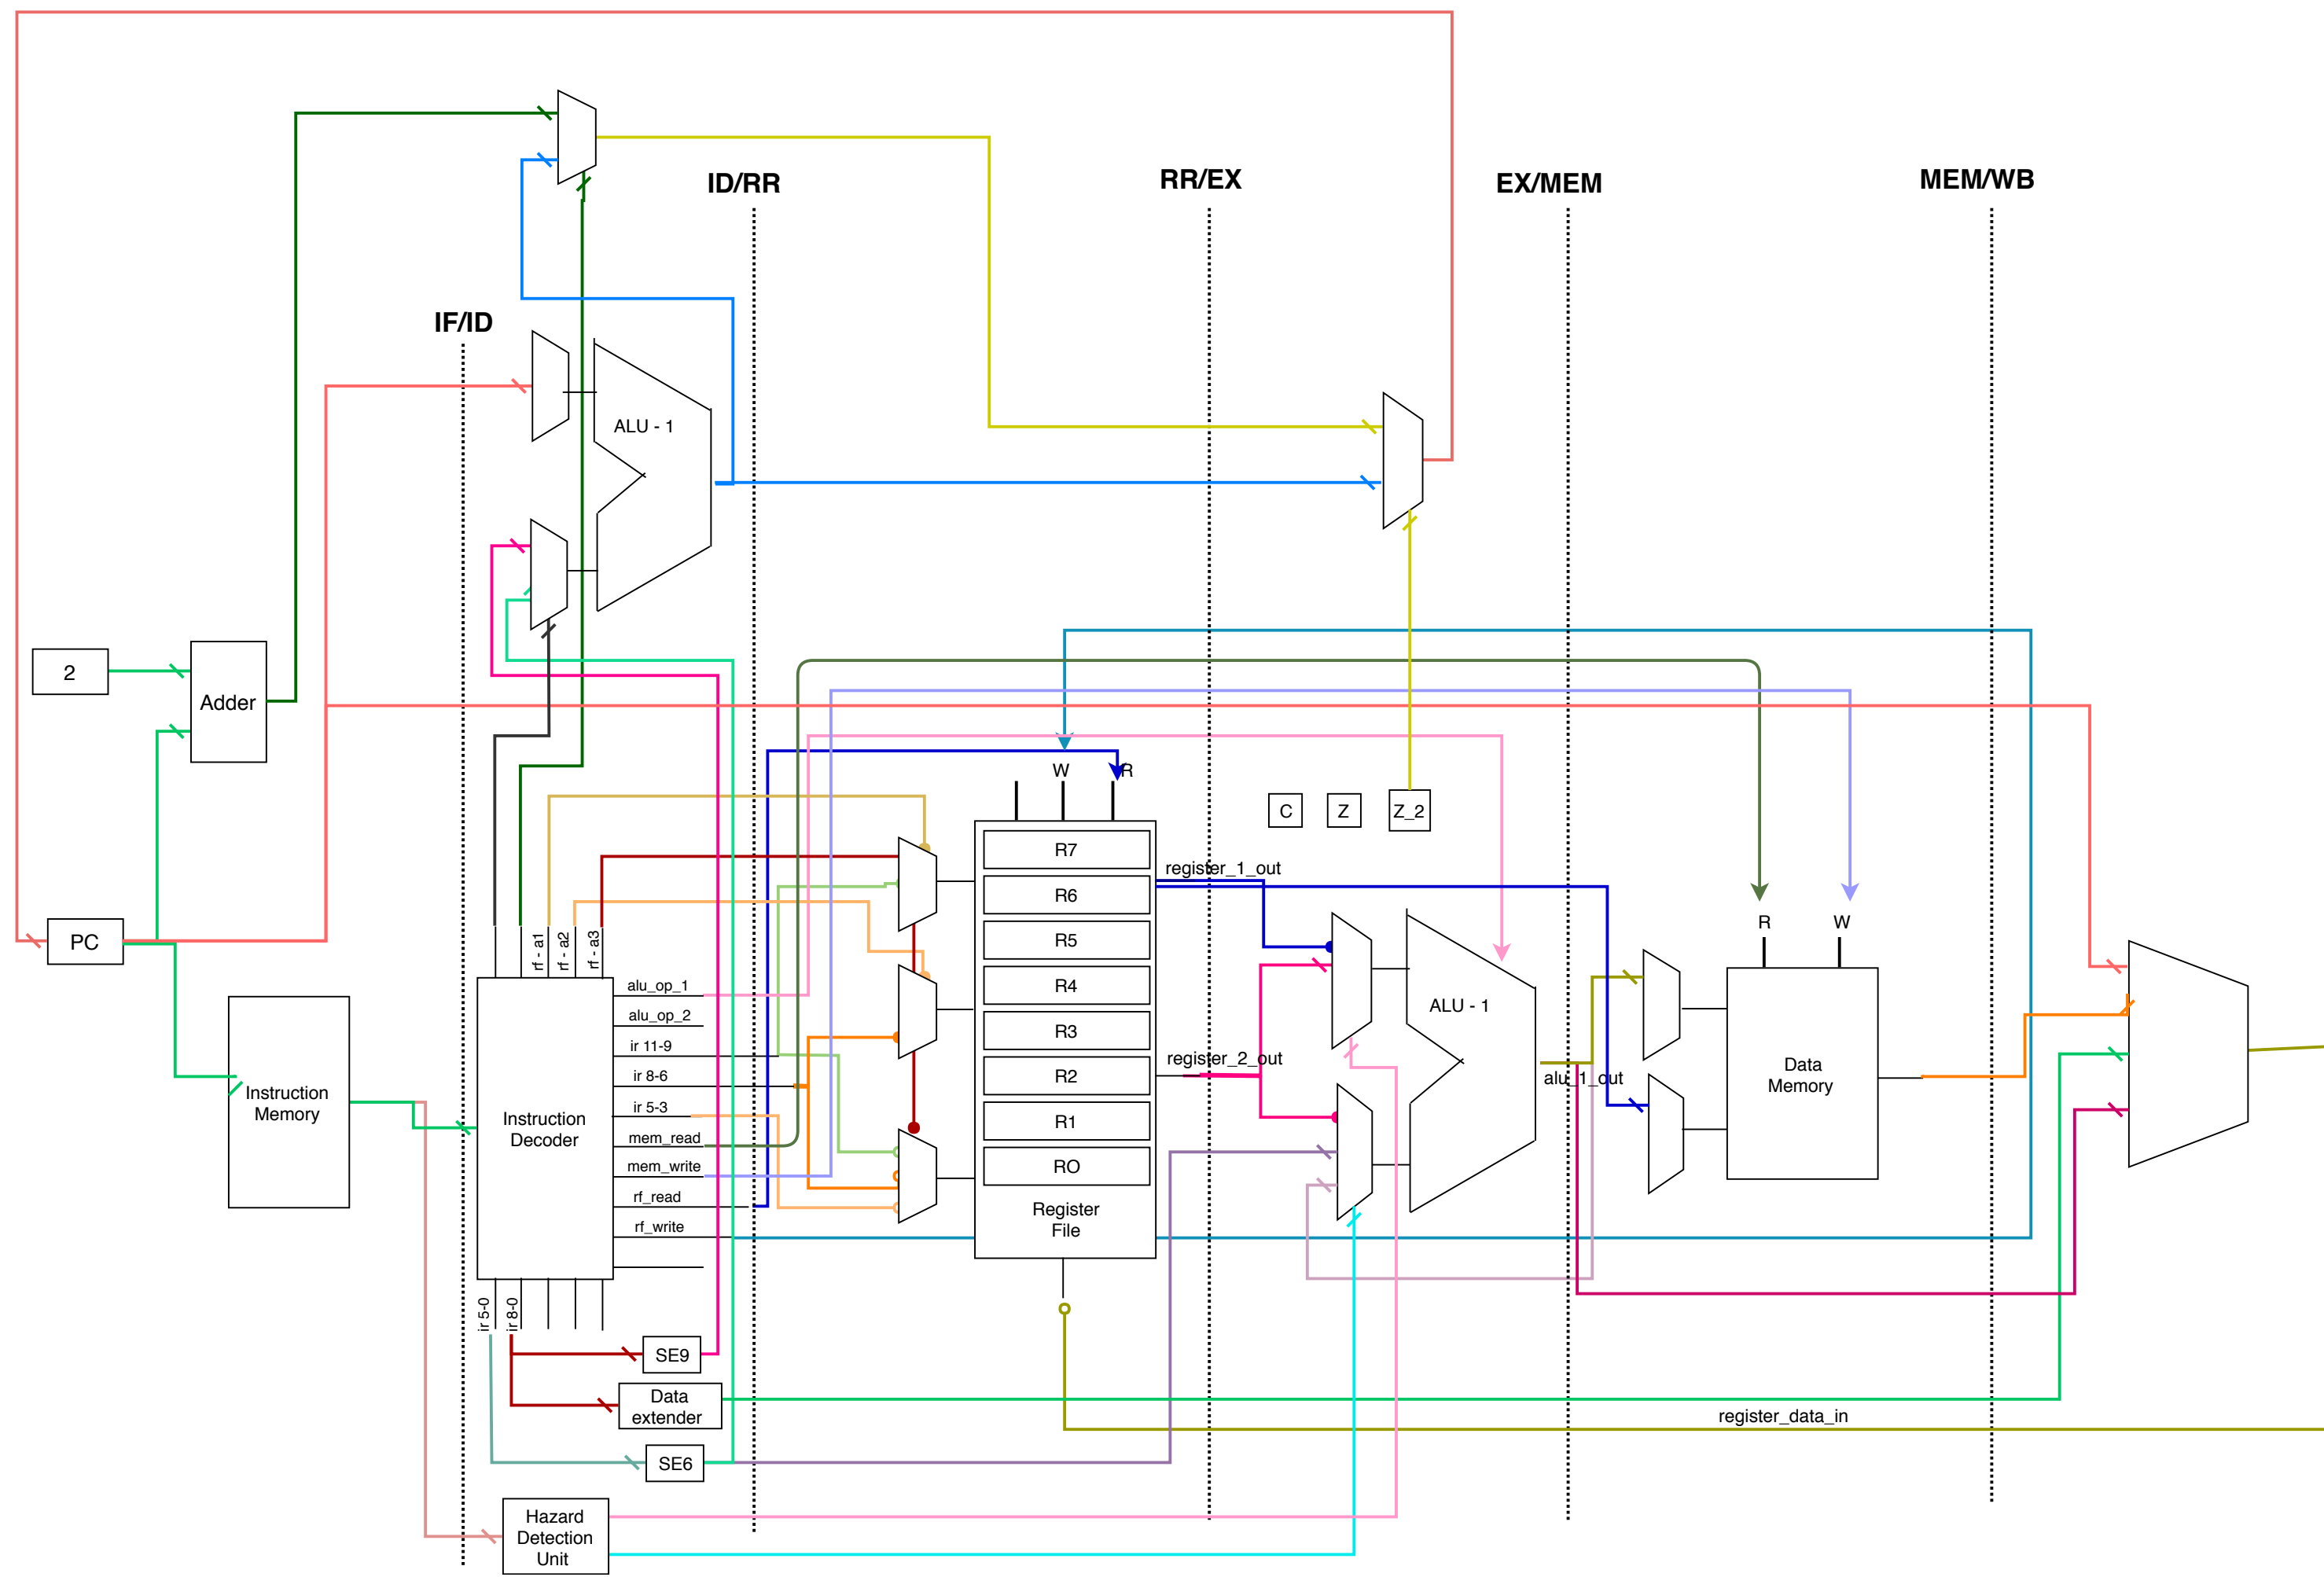 ID/RR
RR/EX
EX/MEM
MEM/WB
IF/ID
ALU - 1
2
Adder
W
R
C
Z
Z_2
R7
register_1_out
R6
PC
rf - a1
rf - a2
rf - a3
R
W
R5
alu_op_1
R4
ALU - 1
alu_op_2
R3
ir 11-9
register_2_out
Data
Memory
alu_1_out
ir 8-6
R2
Instruction
Memory
ir 5-3
Instruction
Decoder
R1
mem_read
mem_write
RO
rf_read
Register
File
rf_write
ir 5-0
ir 8-0
SE9
Data
extender
register_data_in
SE6
Hazard
Detection
Unit